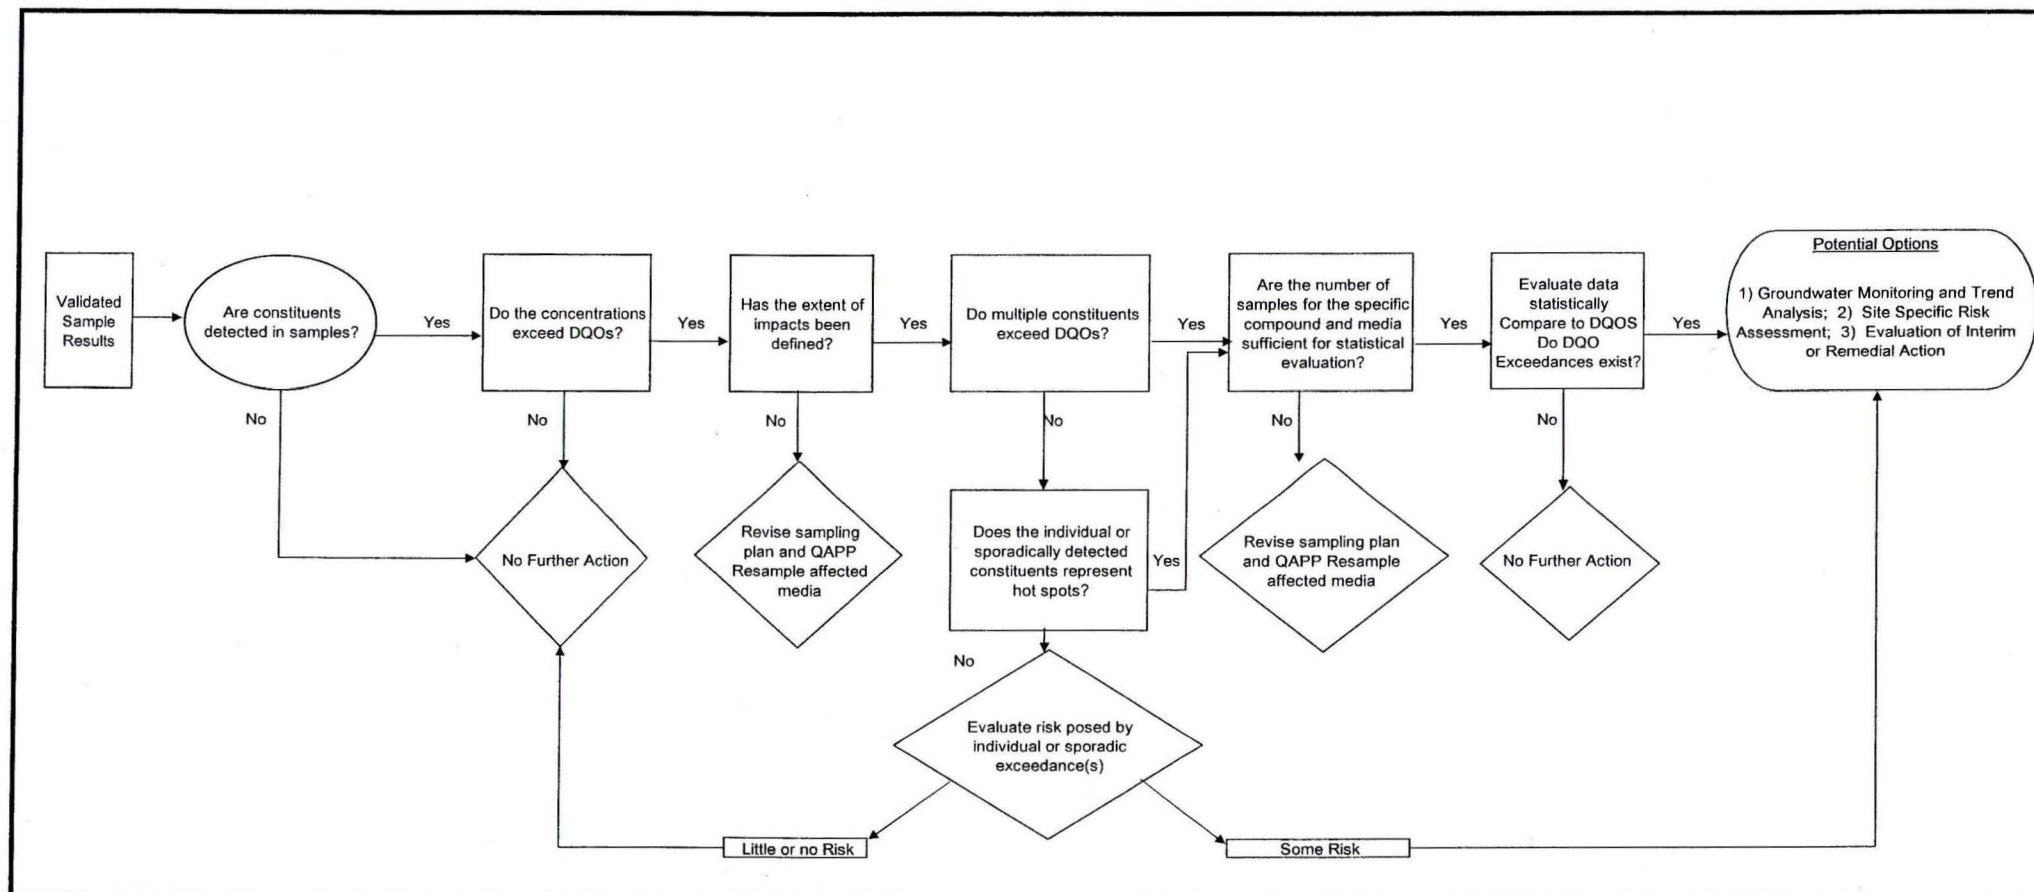 Validated
Sample
Results
Are constituents
detected in samples?
Yes
No
Do the concentrations
exceed DQOs?
Yes
No
No Further Action
Has the extent of
impacts been
defined?
Yes
No
Revise sampling
plan and QAPP
Resample affected
media
Do multiple constituents
exceed DQOs?
Yes
No
Does the individual or
sporadically detected
constituents represent
hot spots?
Yes
No
Evaluate risk posed by
individual or sporadic
exceedance(s)
Little or no Risk
Some Risk
Are the number of
samples for the specific
compound and media
sufficient for statistical
evaluation?
Yes
No
Revise sampling plan
and QAPP Resample
affected media
Evaluate data
statistically
Compare to DQOS
Do DQO
Exceedances exist?
Yes
No
No Further Action
Potential Options
1) Groundwater Monitoring and Trend
Analysis; 2) Site Specific Risk
Assessment; 3) Evaluation of Interim
or Remedial Action